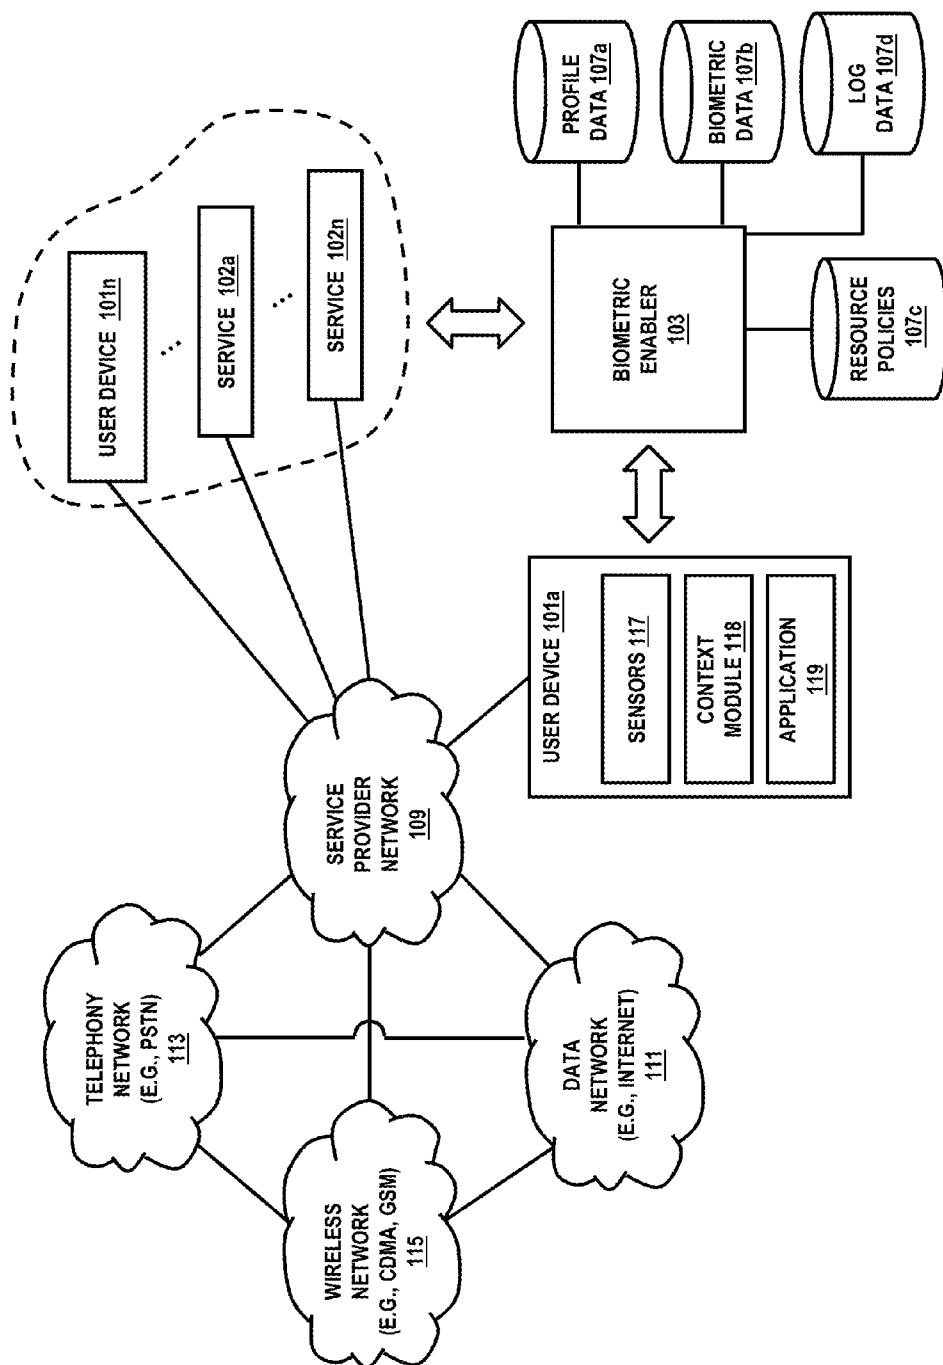 TELEPHONY
NETWORK
(E.G., PSTN)
113
WIRELESS
NETWORK
(E.G., CDMA, GSM)
115
DATA
NETWORK
(E.G., INTERNET)
111
SERVICE
PROVIDER
NETWORK
109
USER DEVICE 101n
...
SERVICE 102a
...
SERVICE 102n
USER DEVICE 101a
SENSORS 117
CONTEXT
MODULE 118
APPLICATION
119
BIOMETRIC
ENABLER
103
PROFILE
DATA 107a
BIOMETRIC
DATA 107b
LOG
DATA 107d
RESOURCE
POLICIES
107c